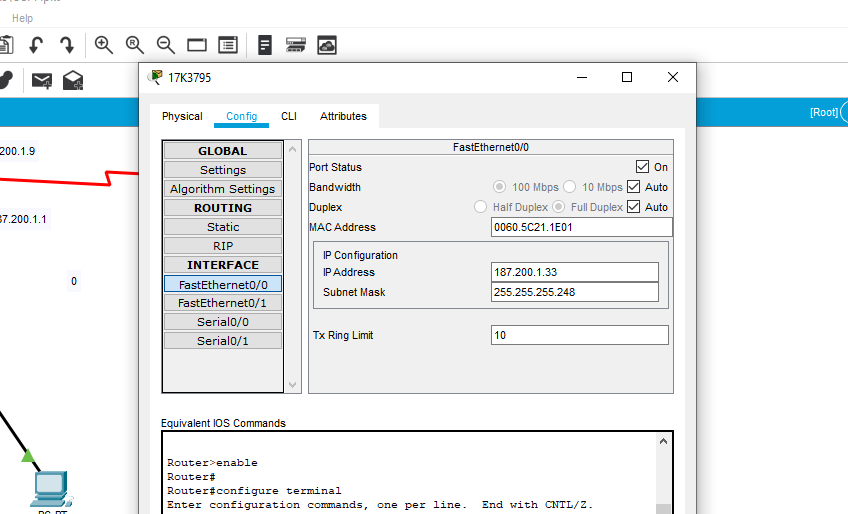 Help
17K3795
Physical Config CLI Attributes
[Root]
200.1.9
87.200.1.1
0
GLOBAL
Settings
Algorithm Settings
ROUTING
Static
RIP
INTERFACE
FastEthernet0/0
FastEthernet0/1
Serial0/0
Serial0/1
FastEthernet0/0
Port Status On
Bandwidth 100 Mbps 10 Mbps Auto
Duplex Half Duplex Full Duplex Auto
MAC Address 0060.5C21.1E01
IP Configuration
IP Address 187.200.1.33
Subnet Mask 255.255.255.248
Tx Ring Limit 10
Equivalent IOS Commands
Router>enable
Router#
Router#configure terminal
Enter configuration commands, one per line. End with CNTL/Z.